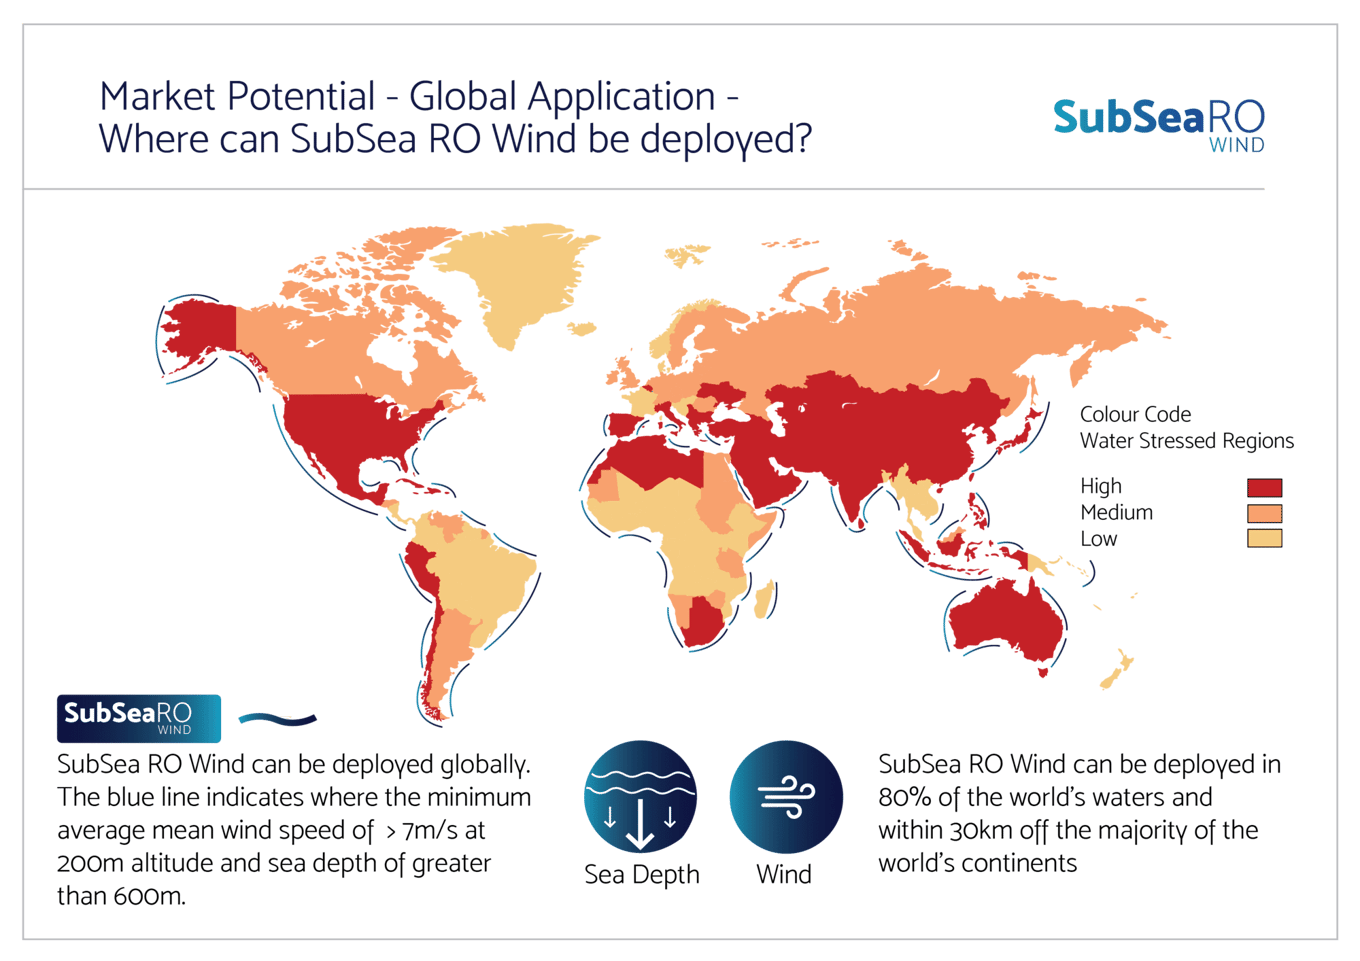 Market Potential - Global Application -
Where can SubSea RO Wind be deployed?
SubSeaRO
WIND
Colour Code
Water Stressed Regions
High
Medium
Low
SubSeaRO
WIND
SubSea RO Wind can be deployed globally.
The blue line indicates where the minimum
average mean wind speed of > 7m/s at
200m altitude and sea depth of greater
than 600m.
Sea Depth
Wind
SubSea RO Wind can be deployed in
80% of the world's waters and
within 30km off the majority of the
world's continents